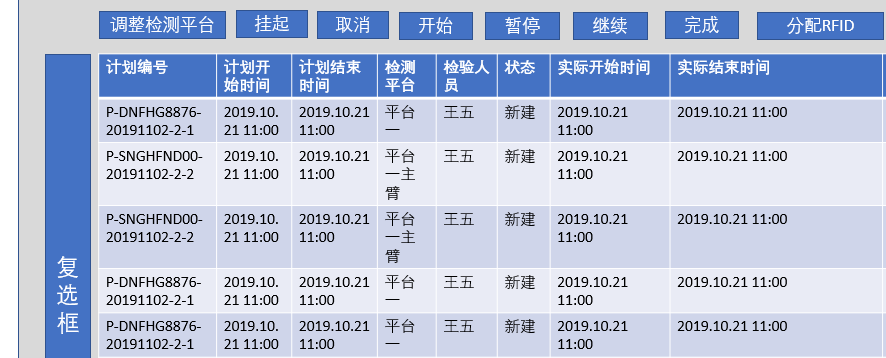 调整检测平台 挂起 取消 开始 暂停 继续 完成 分配RFID
复选框
计划编号 计划开始时间 计划结束时间 检测平台 检验人员 状态 实际开始时间 实际结束时间
P-DNFHG8876-20191102-2-1 2019.10.21 11:00 2019.10.21 11:00 平台一 王五 新建 2019.10.21 11:00 2019.10.21 11:00
P-SNGHFND00-20191102-2-2 2019.10.21 11:00 2019.10.21 11:00 平台一主臂 王五 新建 2019.10.21 11:00 2019.10.21 11:00
P-SNGHFND00-20191102-2-2 2019.10.21 11:00 2019.10.21 11:00 平台一主臂 王五 新建 2019.10.21 11:00 2019.10.21 11:00
P-DNFHG8876-20191102-2-1 2019.10.21 11:00 2019.10.21 11:00 平台一 王五 新建 2019.10.21 11:00 2019.10.21 11:00
P-DNFHG8876-20191102-2-1 2019.10.21 11:00 2019.10.21 11:00 平台一 王五 新建 2019.10.21 11:00 2019.10.21 11:00